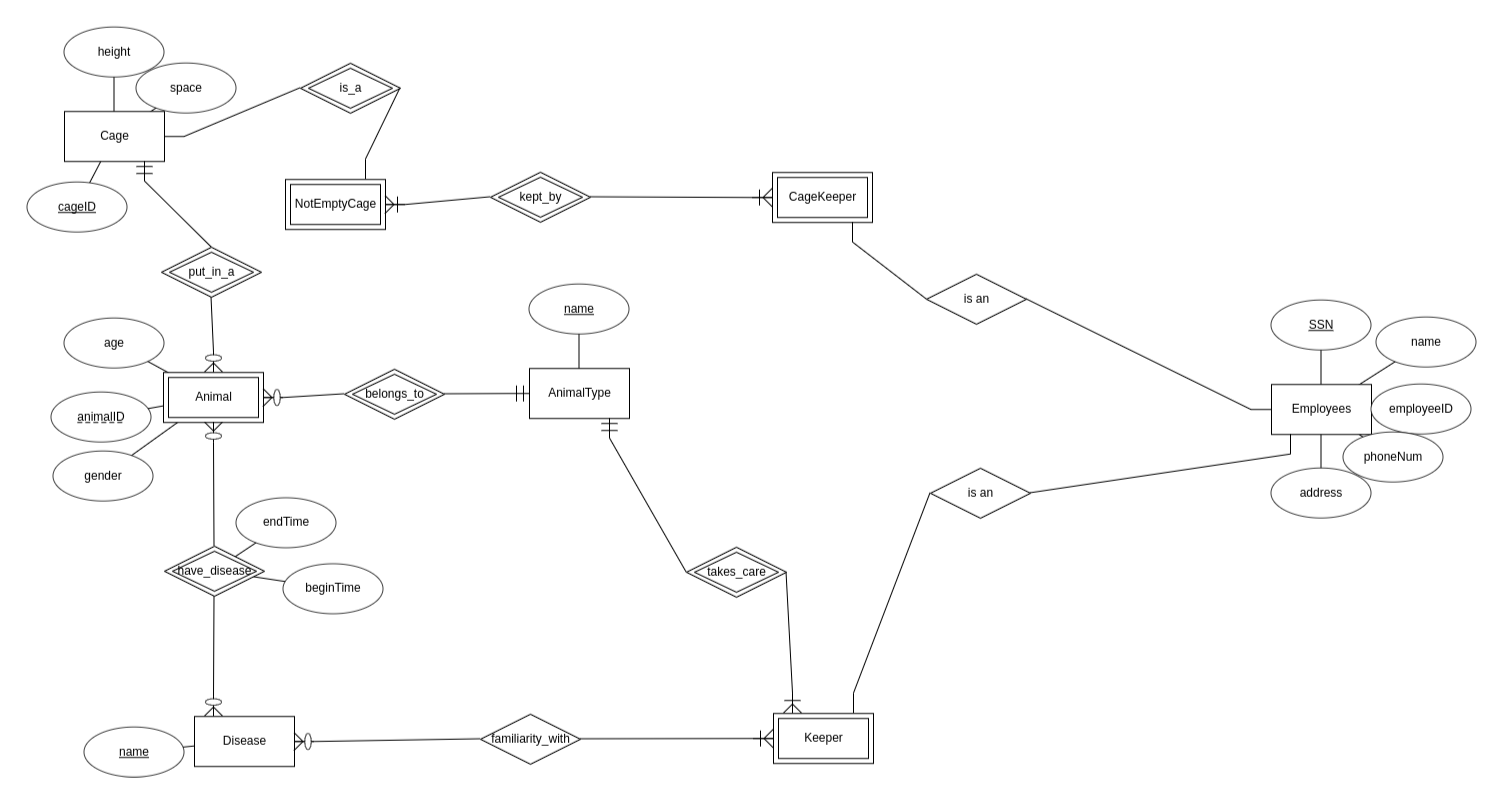 height
space
is_a
Cage
cageID
NotEmptyCage
kept_by
CageKeeper
put_in_a
is an
name
SSN
name
age
Animal
belongs_to
AnimalType
Employees
employeeID
animalID
gender
phoneNum
address
is an
endTime
have_disease
beginTime
takes_care
name
Disease
familiarity_with
Keeper